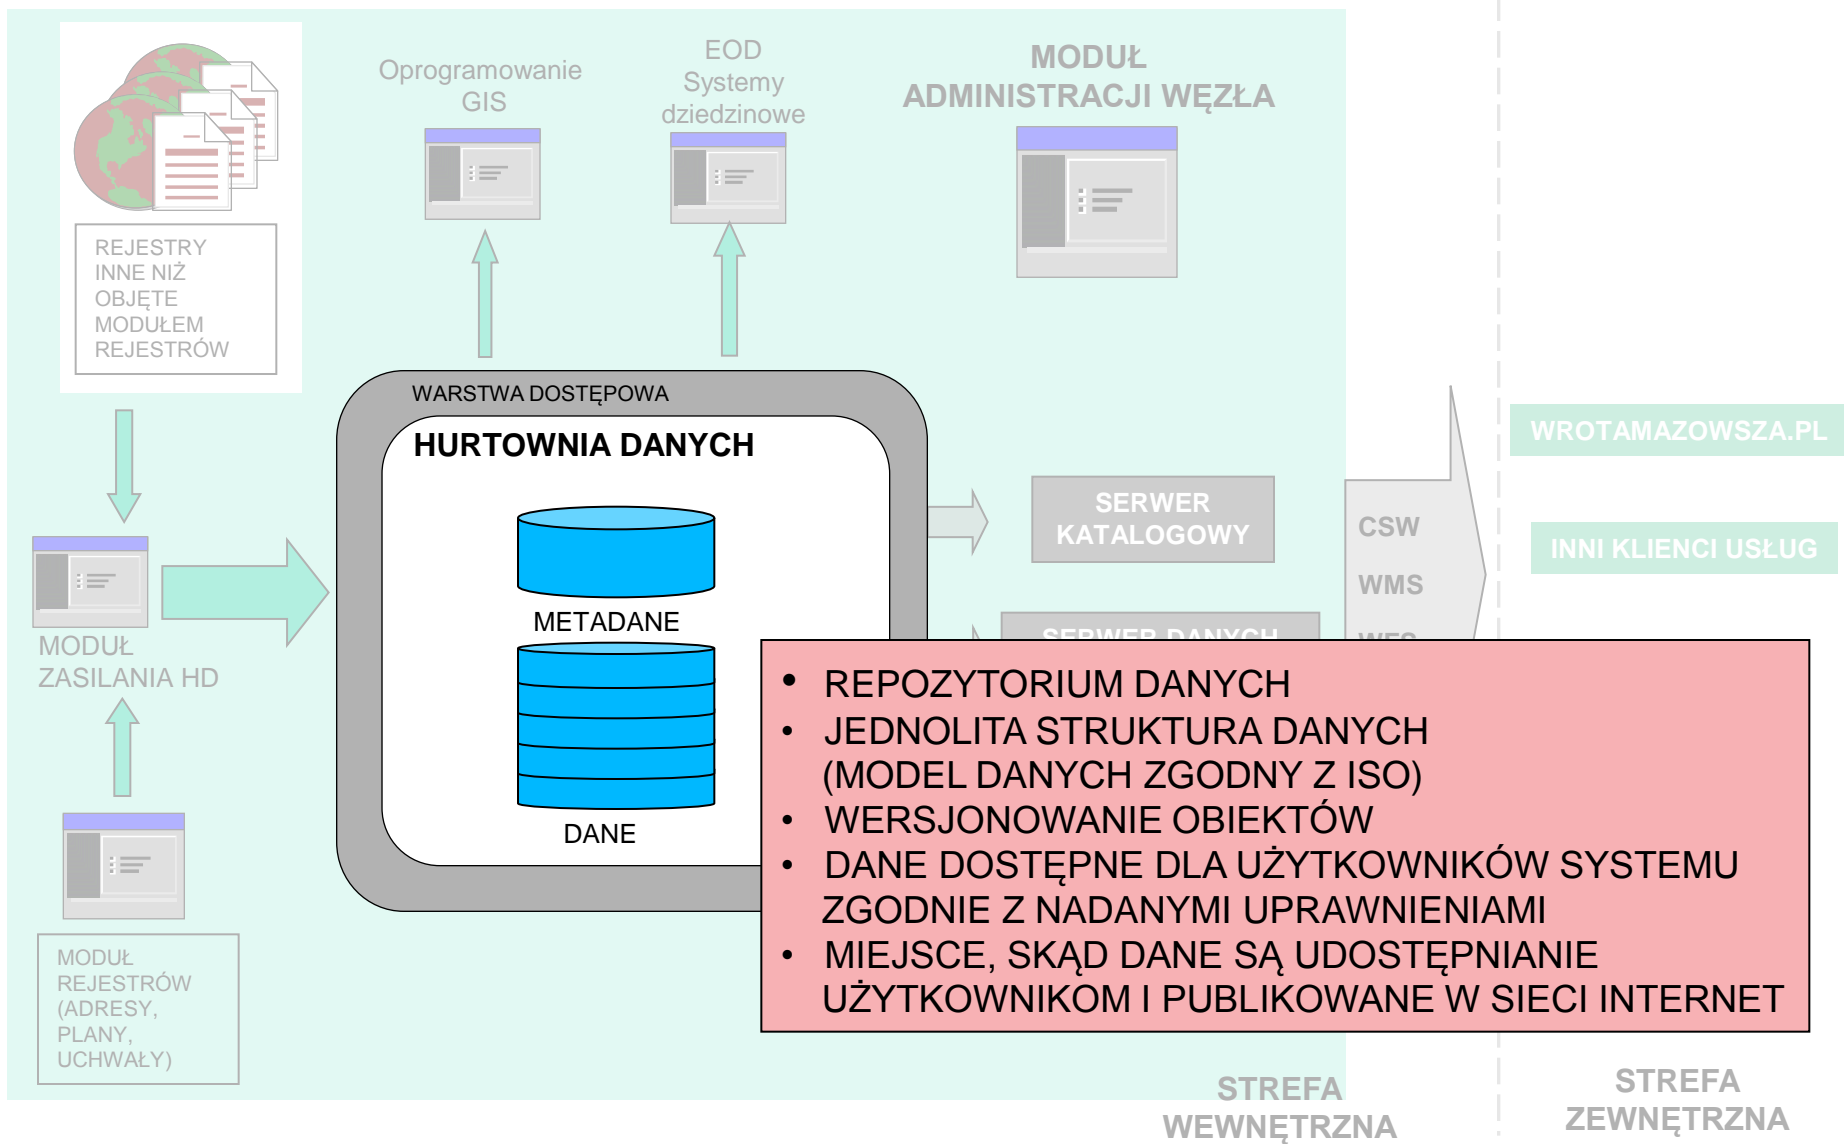 Oprogramowanie
GIS
EOD
Systemy
dziedzinowe
MODUŁ
ADMINISTRACJI WĘZŁA
REJESTRY
INNE NIŻ
OBJĘTE
MODUŁEM
REJESTRÓW
WARSTWA DOSTĘPOWA
HURTOWNIA DANYCH
METADANE
DANE
MODUŁ
ZASILANIA HD
MODUŁ
REJESTRÓW
(ADRESY,
PLANY,
UCHWAŁY)
SERWER
KATALOGOWY
SERWER DANYCH
CSW
WMS
WFS
WROTAMAZOWSZA.PL
INNI KLIENCI USŁUG
• REPOZYTORIUM DANYCH
• JEDNOLITA STRUKTURA DANYCH
(MODEL DANYCH ZGODNY Z ISO)
• WERSJONOWANIE OBIEKTÓW
• DANE DOSTĘPNE DLA UŻYTKOWNIKÓW SYSTEMU
ZGODNIE Z NADANYMI UPRAWNIENIAMI
• MIEJSCE, SKĄD DANE SĄ UDOSTĘPNIANIE
UŻYTKOWNIKOM I PUBLIKOWANE W SIECI INTERNET
STREFA
WEWNĘTRZNA
STREFA
ZEWNĘTRZNA